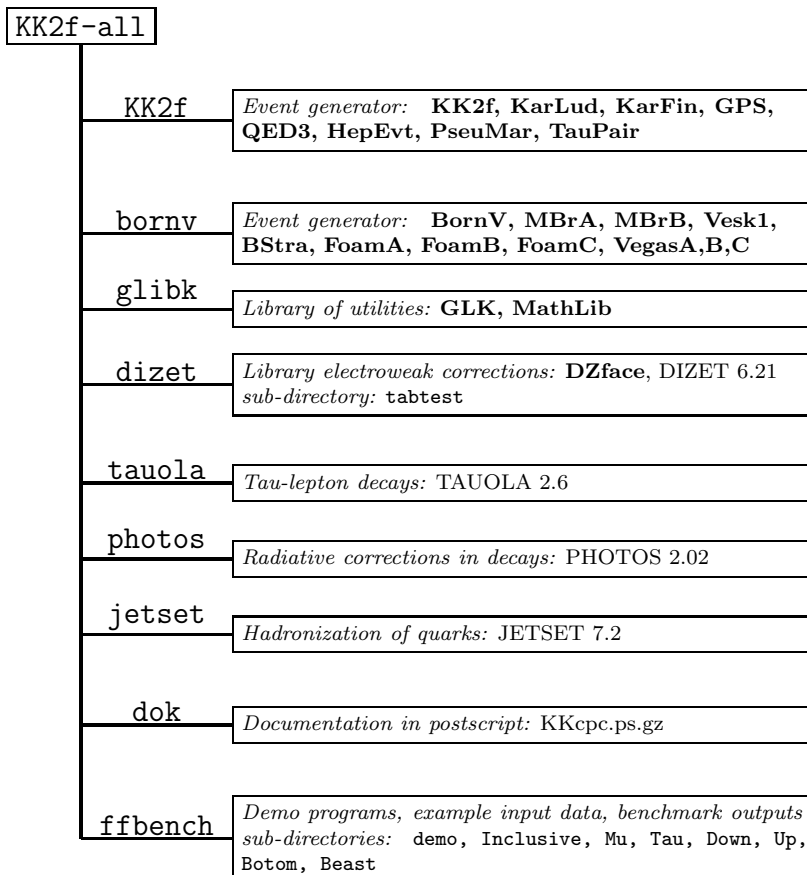 KK2f-all
KK2f
Event generator: KK2f, KarLud, KarFin, GPS,
QED3, HepEvt, PseuMar, TauPair
bornv
Event generator: BornV, MBrA, MBrB, Vesk1,
BStra, FoamA, FoamB, FoamC, VegasA,B,C
glibk
Library of utilities: GLK, MathLib
dizet
Library electroweak corrections: DZface, DIZET 6.21
sub-directory: tabtest
tauola
Tau-lepton decays: TAUOLA 2.6
photos
Radiative corrections in decays: PHOTOS 2.02
jetset
Hadronization of quarks: JETSET 7.2
dok
Documentation in postscript: KKcpc.ps.gz
ffbench
Demo programs, example input data, benchmark outputs
sub-directories: demo, Inclusive, Mu, Tau, Down, Up,
Botom, Beast